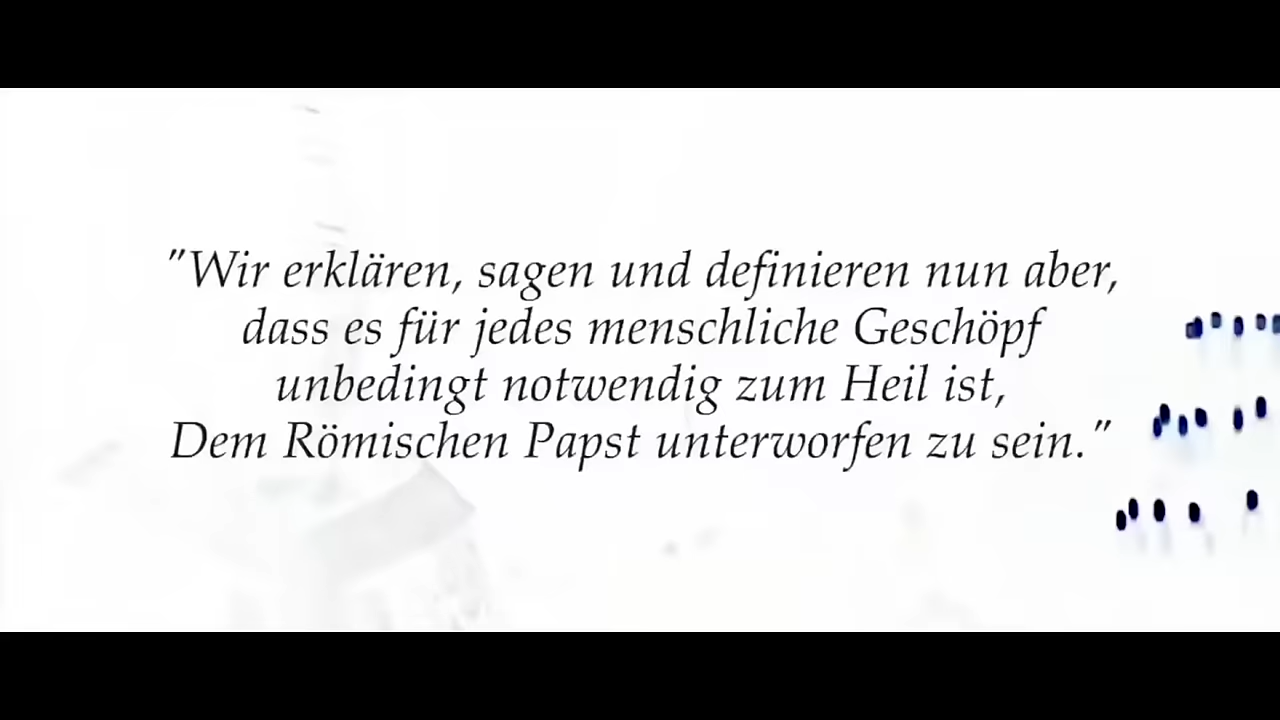 "Wir erklären, sagen und definieren nun aber,
dass es für jedes menschliche Geschöpf
unbedingt notwendig zum Heil ist,
Dem Römischen Papst unterworfen zu sein."